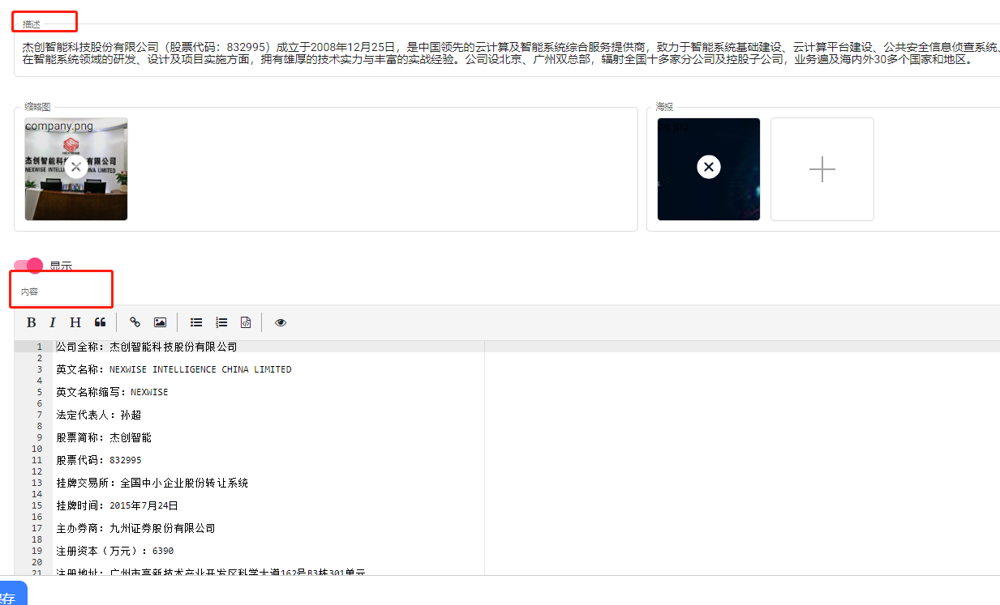 描述
杰创智能科技股份有限公司（股票代码：832995）成立于2008年12月25日，是中国领先的云计算及智能系统综合服务提供商，致力于智能系统基础建设、云计算平台建设、公共安全信息侦查系统、
在智能系统领域的研发、设计及项目实施方面，拥有雄厚的技术实力与丰富的实战经验。公司设北京、广州双总部，辐射全国十多家分公司及控股子公司，业务遍及海内外30多个国家和地区。
缩略图
海报
company.png
bg.jpg
杰创智能科 有限公司
NEXWISE INTELLI NA LIMITED
显示
内容
B I H
1 公司全称：杰创智能科技股份有限公司
2
3 英文名称：NEXWISE INTELLIGENCE CHINA LIMITED
4
5 英文名称缩写：NEXWISE
6
7 法定代表人：孙超
8
9 股票简称：杰创智能
10
11 股票代码：832995
12
13 挂牌交易所：全国中小企业股份转让系统
14
15 挂牌时间：2015年7月24日
16
17 主办券商：九州证券股份有限公司
18
19 注册资本（万元）：6390
20
21 注册地址：广州市高新技术产业开发区科学大道162号B3栋301单元
存